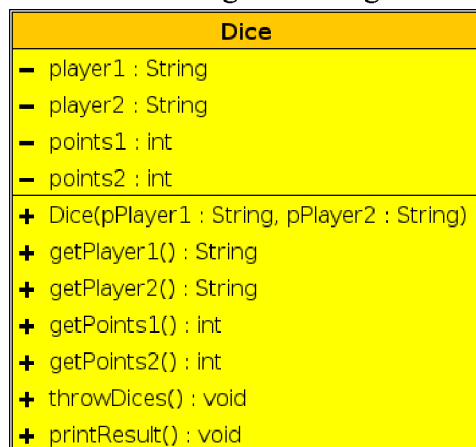 Dice
− player1 : String
− player2 : String
− points1 : int
− points2 : int
+ Dice(pPlayer1 : String, pPlayer2 : String)
+ getPlayer1() : String
+ getPlayer2() : String
+ getPoints1() : int
+ getPoints2() : int
+ throwDices() : void
+ printResult() : void